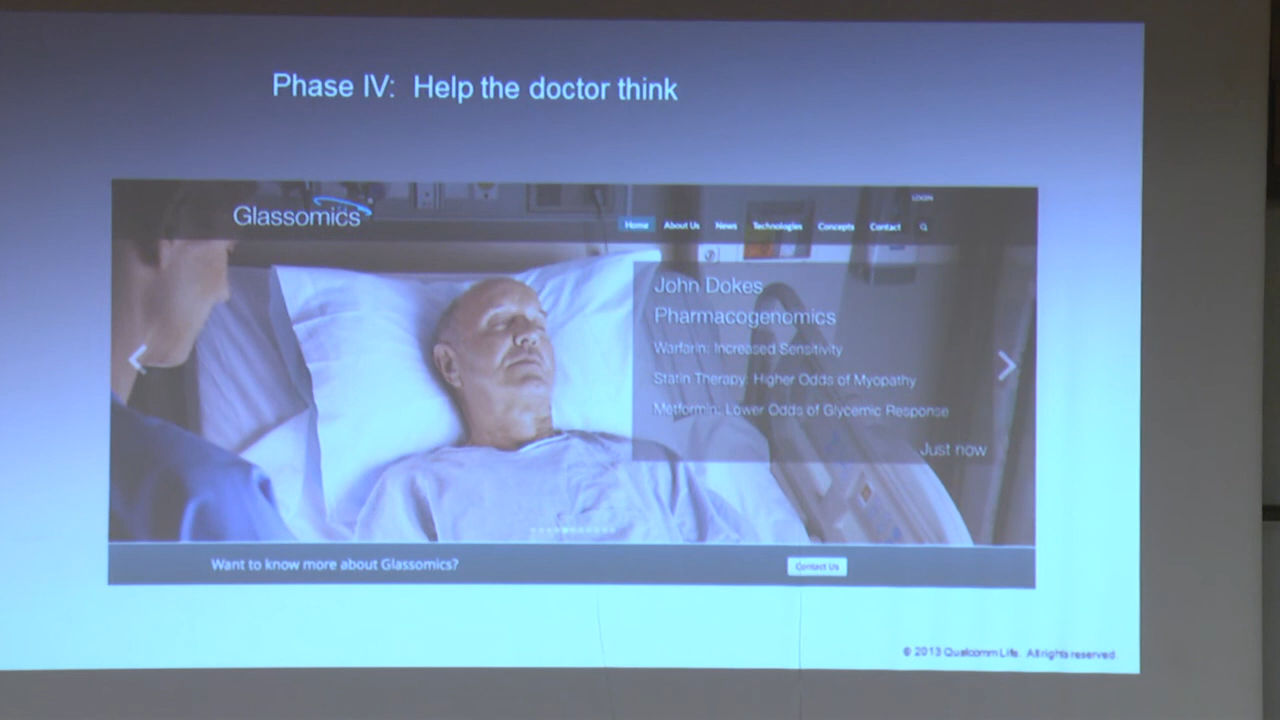 Phase IV: Help the doctor think
Glassomics
LOGIN
Home About Us News Technologies Concepts Contact
John Dokes
Pharmacogenomics
Warfarin: Increased Sensitivity
Statin Therapy: Higher Odds of Myopathy
Metformin: Lower Odds of Glycemic Response
Just now
Want to know more about Glassomics?
Contact Us
© 2013 Qualcomm Life. All rights reserved.